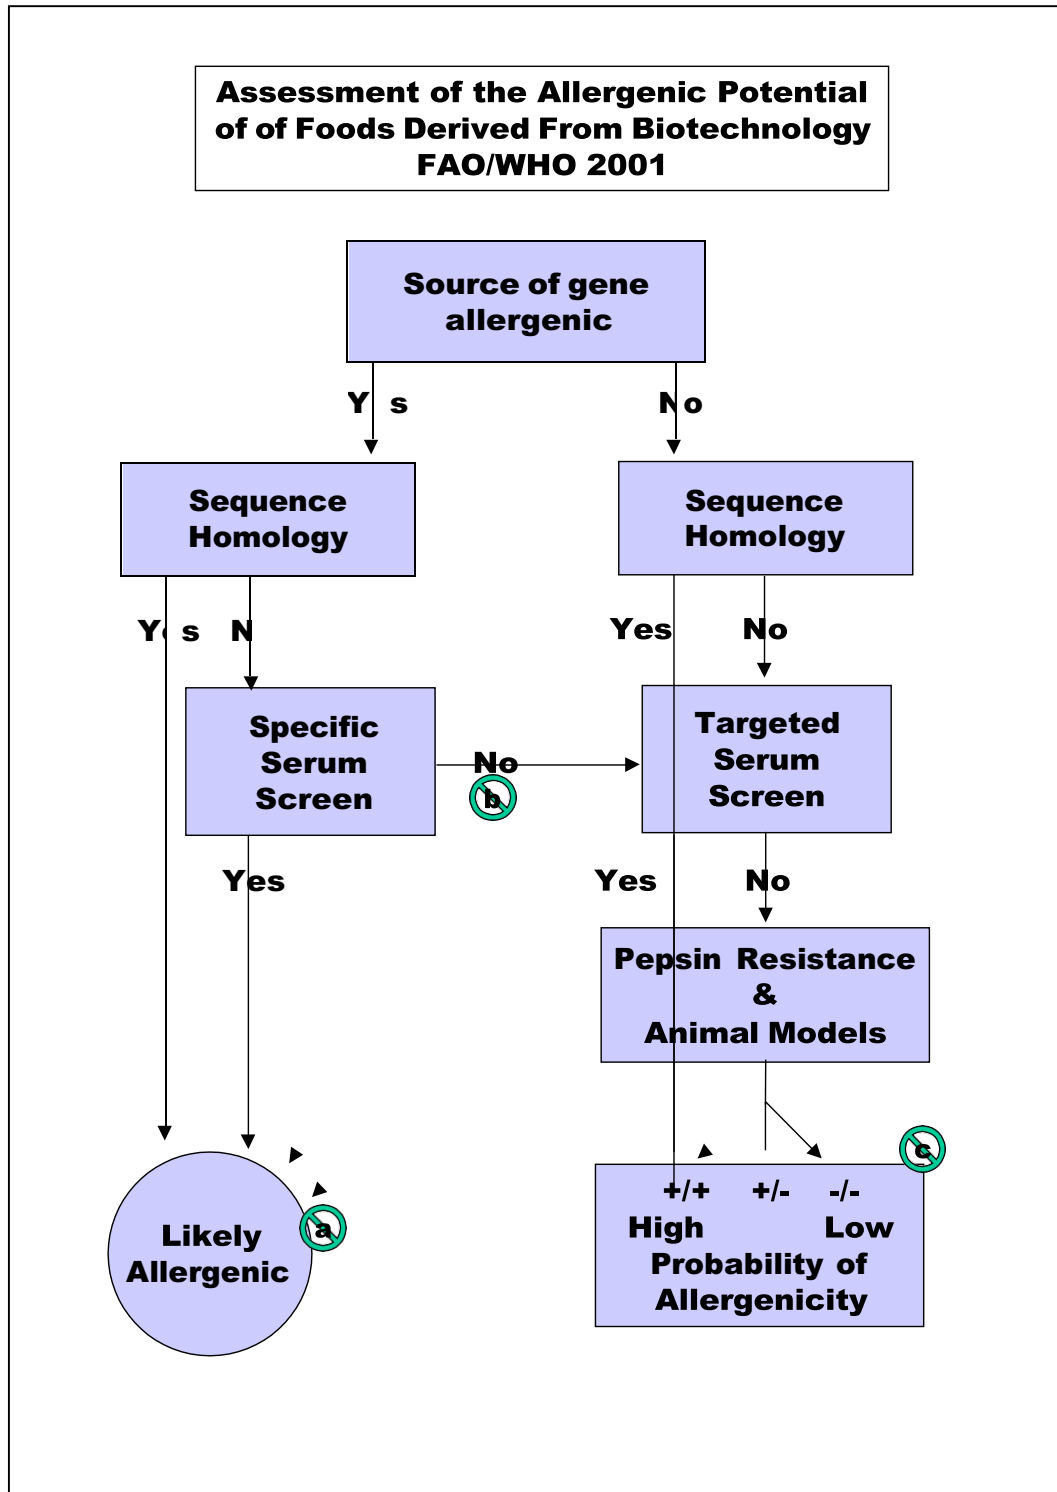 Assessment of the Allergenic Potential
of of Foods Derived From Biotechnology
FAO/WHO 2001
Source of gene
allergenic
Y s
No
Sequence
Homology
Sequence
Homology
Yes
N
Yes
No
Specific
Serum
Screen
No
b
Targeted
Serum
Screen
Yes
Yes
No
Pepsin Resistance
&
Animal Models
c
+/+ +/- -/-
High Low
Probability of
Allergenicity
a
Likely
Allergenic